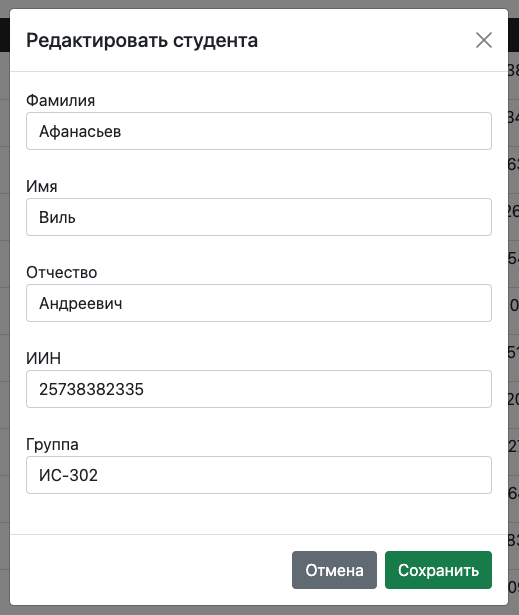 Редактировать студента
Фамилия
Афанасьев
Имя
Виль
Отчество
Андреевич
ИИН
25738382335
Группа
ИС-302
Отмена
Сохранить